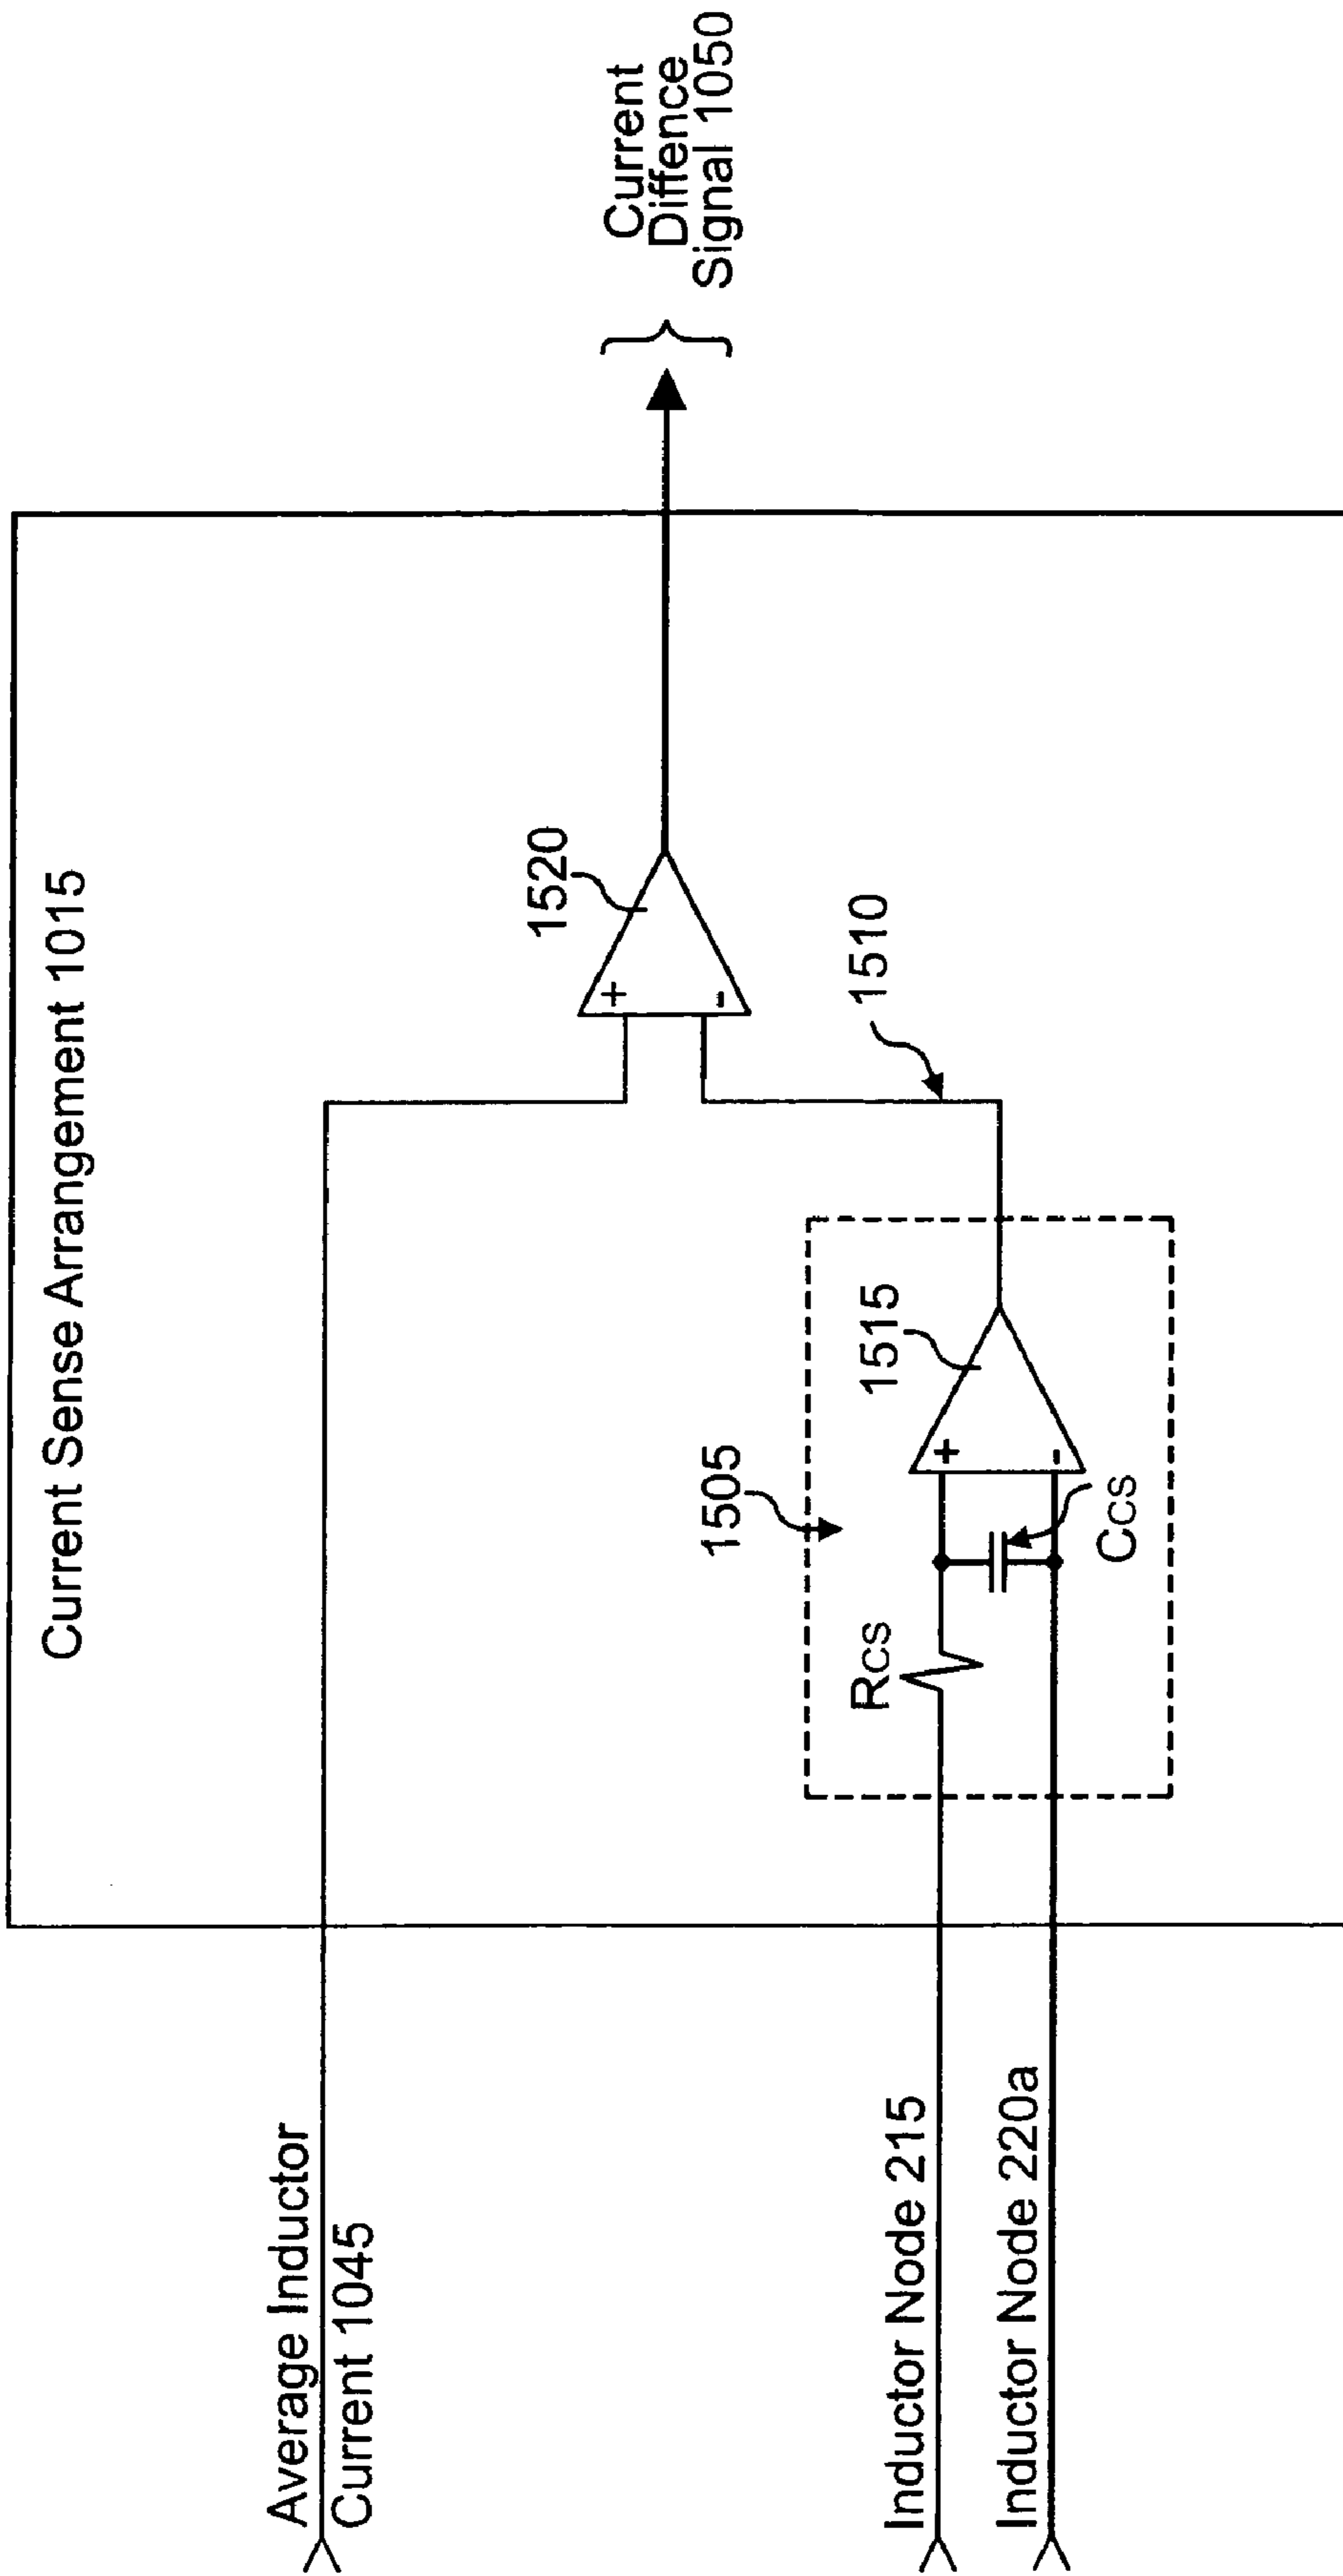 Current Sense Arrangement 1015
Average Inductor
Current 1045
1520
+
-
Current
Diffence
Signal 1050
1510
1505
1515
RCS
+
-
CCS
Inductor Node 215
Inductor Node 220a